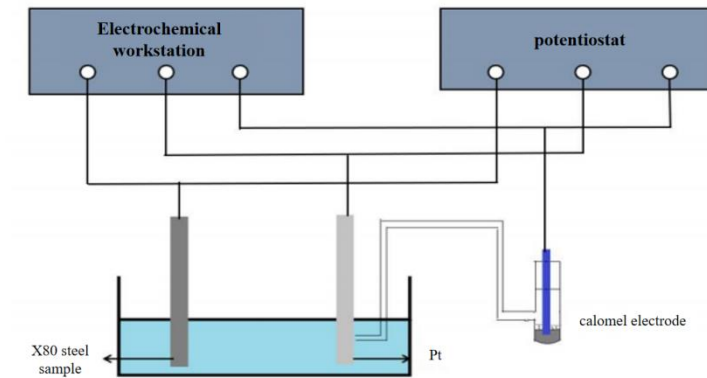 Electrochemical
workstation
potentiostat
calomel electrode
X80 steel
sample
Pt